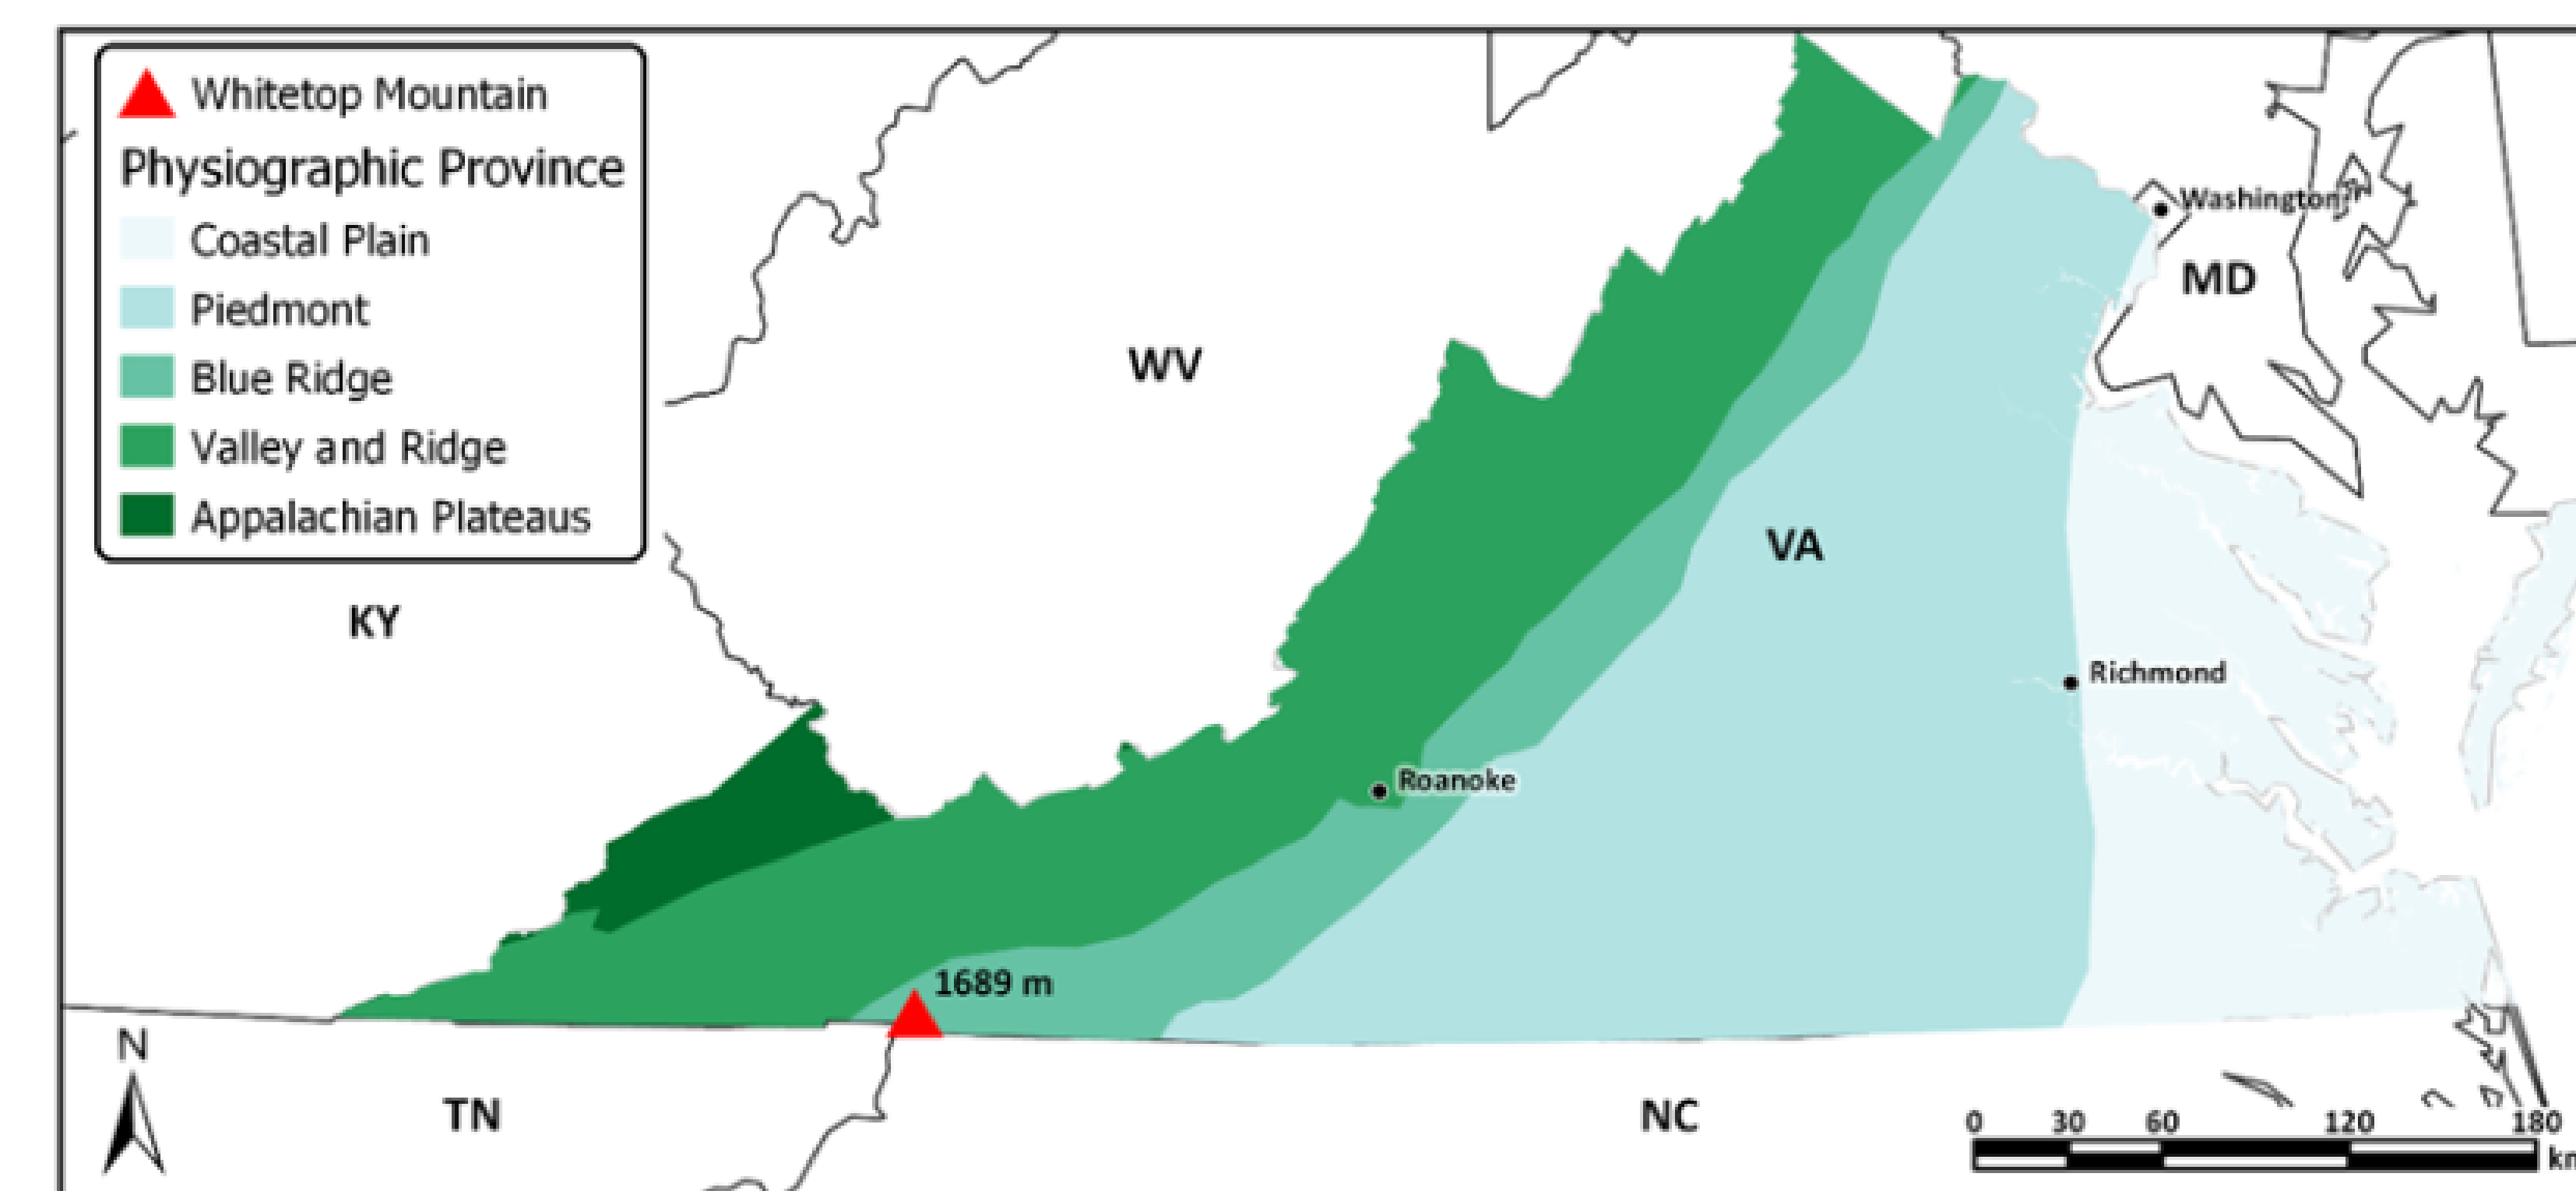 Whitetop Mountain
Physiographic Province
Coastal Plain
Piedmont
Blue Ridge
Valley and Ridge
Appalachian Plateaus
Washington
MD
WV
VA
KY
Richmond
Roanoke
1689 m
N
TN
NC
0 30 60 120 180